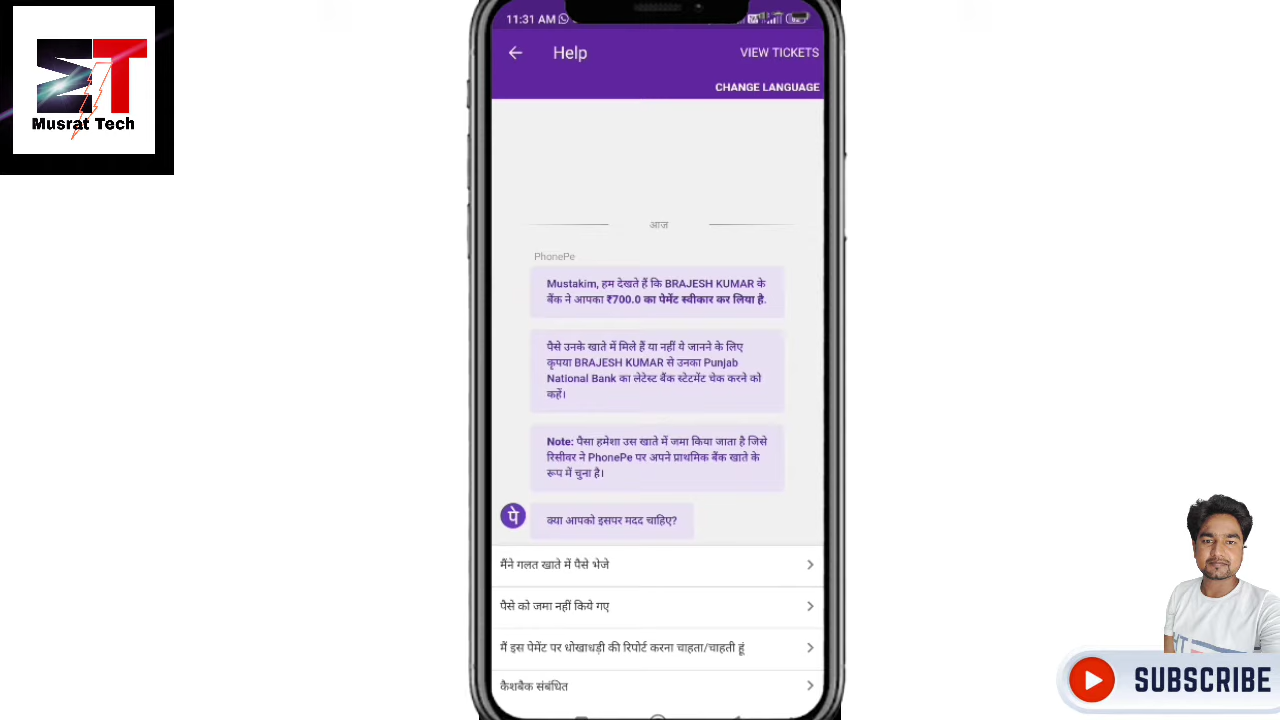 Musrat Tech
11:31 AM
Help
VIEW TICKETS
CHANGE LANGUAGE
आज
PhonePe
Mustakim, हम देखते हैं कि BRAJESH KUMAR के
बैंक ने आपका ₹700.0 का पेमेंट स्वीकार कर लिया है.
पैसे उनके खाते में मिले हैं या नहीं ये जानने के लिए
कृपया BRAJESH KUMAR से उनका Punjab
National Bank का लेटेस्ट बैंक स्टेटमेंट चेक करने को
कहें।
Note: पैसा हमेशा उस खाते में जमा किया जाता है जिसे
रिसीवर ने PhonePe पर अपने प्राथमिक बैंक खाते के
रूप में चुना है।
पे
क्या आपको इसपर मदद चाहिए?
मैंने गलत खाते में पैसे भेजे
पैसे को जमा नहीं किये गए
मैं इस पेमेंट पर धोखाधड़ी की रिपोर्ट करना चाहता/चाहती हूं
कैशबैक संबंधित
SUBSCRIBE